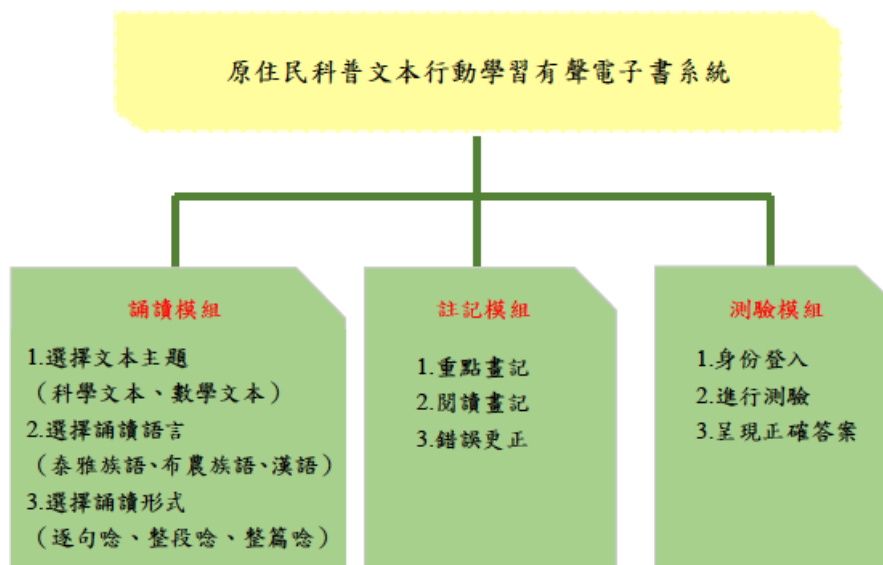 原住民科普文本行動學習有聲電子書系統
誦讀模組
1.選擇文本主題
（科學文本、數學文本）
2.選擇誦讀語言
（泰雅族語、布農族語、漢語）
3.選擇誦讀形式
（逐句唸、整段唸、整篇唸）
註記模組
1.重點畫記
2.閱讀畫記
3.錯誤更正
測驗模組
1.身份登入
2.進行測驗
3.呈現正確答案